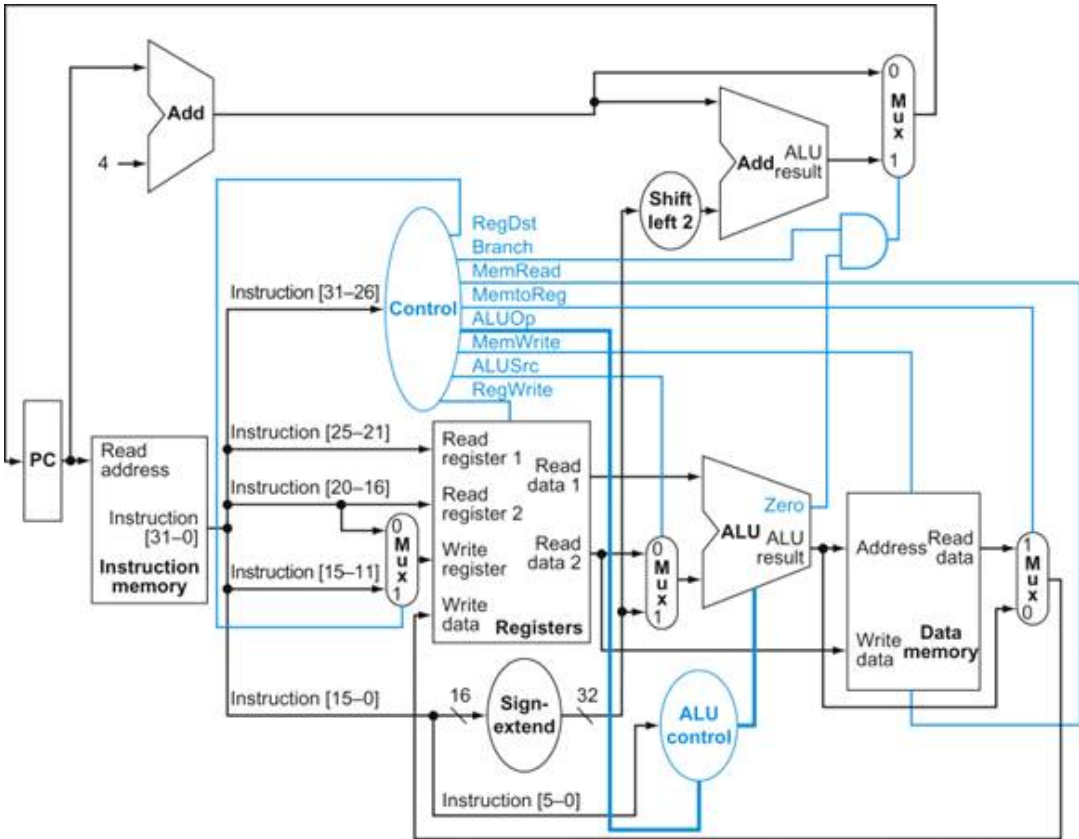 Add
4
0
Mux
1
Add
ALU
result
Shift
left 2
RegDst
Branch
MemRead
MemtoReg
ALUOp
MemWrite
ALUSrc
RegWrite
Control
Instruction [31–26]
PC
Read
address
Instruction
[31–0]
Instruction
memory
Instruction [25–21]
Instruction [20–16]
Instruction [15–11]
0
Mux
1
Read
register 1
Read
register 2
Write
register
Write
data
Read
data 1
Read
data 2
Registers
0
Mux
1
Zero
ALU
ALU
result
Address
Read
data
Write
data
Data
memory
1
Mux
0
Instruction [15–0]
16
Sign-
extend
32
ALU
control
Instruction [5–0]